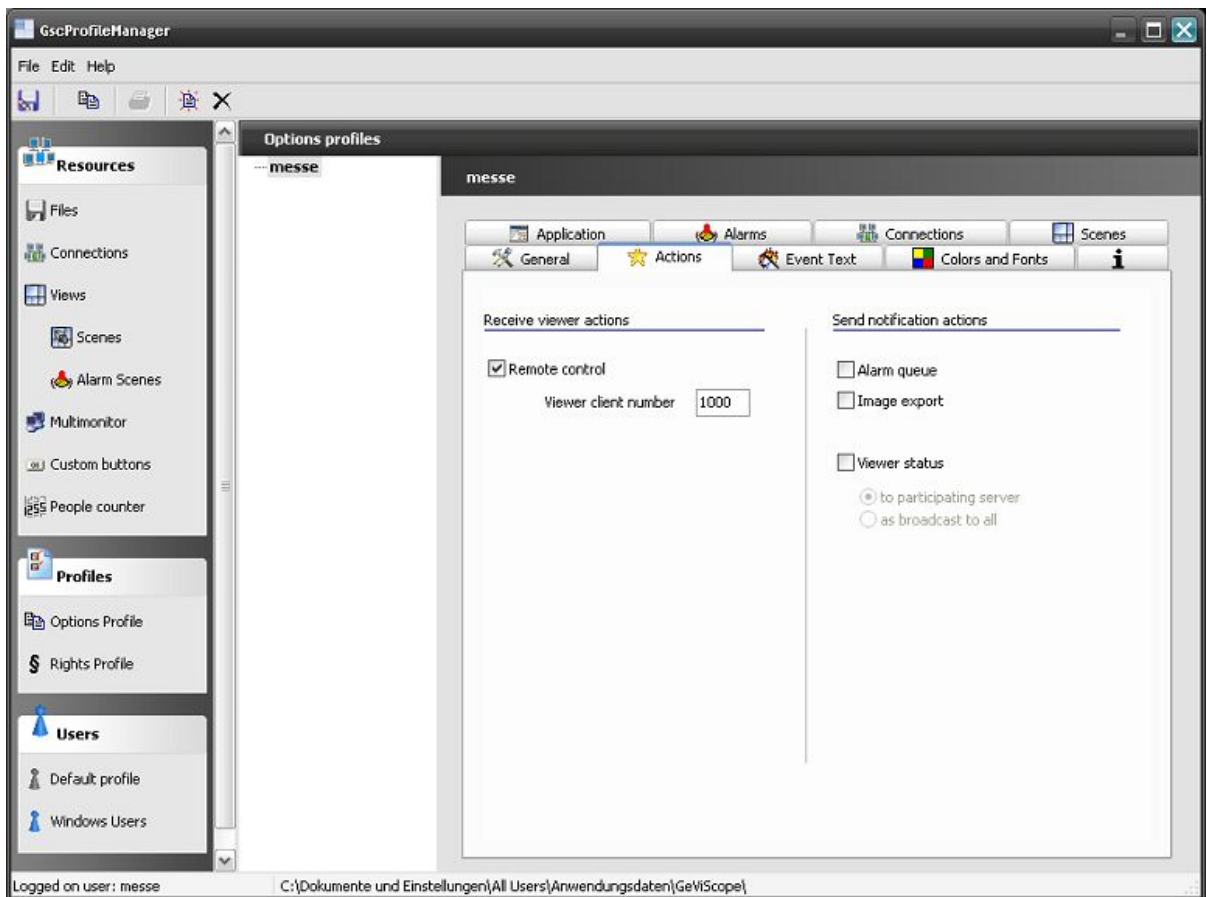 GscProfileManager
File Edit Help
Resources
Files
Connections
Views
Scenes
Alarm Scenes
Multimonitor
Custom buttons
People counter
Profiles
Options Profile
§ Rights Profile
Users
Default profile
Windows Users
Options profiles
messe
messe
Application
Alarms
Connections
Scenes
General
Actions
Event Text
Colors and Fonts
i
Receive viewer actions
Remote control
Viewer client number 1000
Send notification actions
Alarm queue
Image export
Viewer status
to participating server
as broadcast to all
Logged on user: messe
C:\Dokumente und Einstellungen\All Users\Anwendungsdaten\GeViScope\